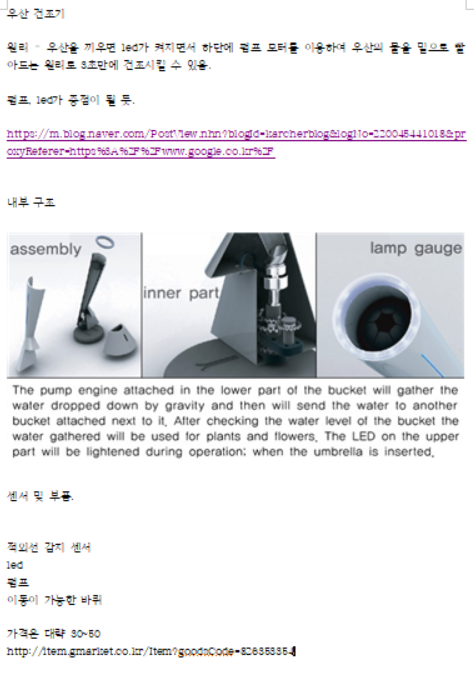 우산 건조기
원리 - 우산을 끼우면 led가 켜지면서 하단에 펌프 모터를 이용하여 우산의 물을 밑으로 빨
아드는 원리로 3초만에 건조시킬 수 있음.
펌프, led가 중점이 될 듯.
https://m.blog.naver.com/PostView.nhn?blogId=karcherblog&logNo=220045441018&pr
oxyReferer=https%3A%2F%2Fwww.google.co.kr%2F
내부 구조
assembly
inner part
lamp gauge
The pump engine attached in the lower part of the bucket will gather the
water dropped down by gravity and then will send the water to another
bucket attached next to it. After checking the water level of the bucket the
water gathered will be used for plants and flowers. The LED on the upper
part will be lightened during operation; when the umbrella is inserted.
센서 및 부품.
적외선 감지 센서
led
펌프
이동이 가능한 바퀴
가격은 대략 30~50
http://item.gmarket.co.kr/Item?goodsCode=826353354